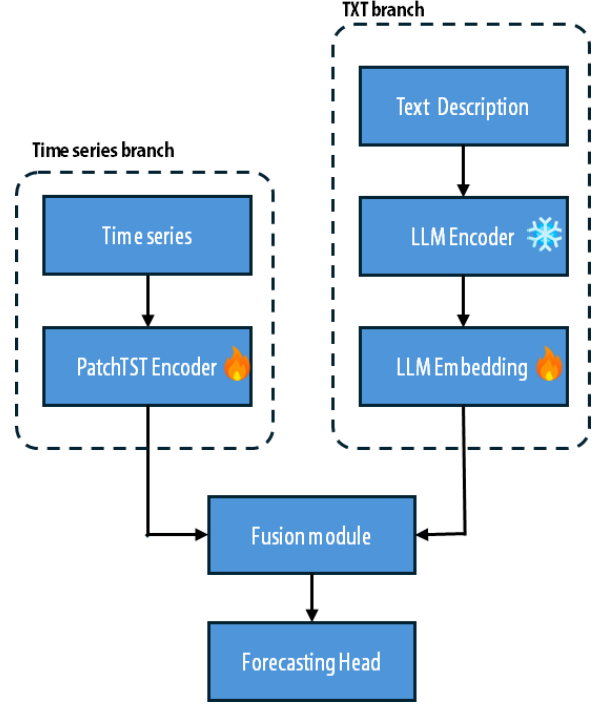 TXT branch
Text Description
Time series branch
Time series
LLM Encoder
PatchTST Encoder
LLM Embedding
Fusion module
Forecasting Head